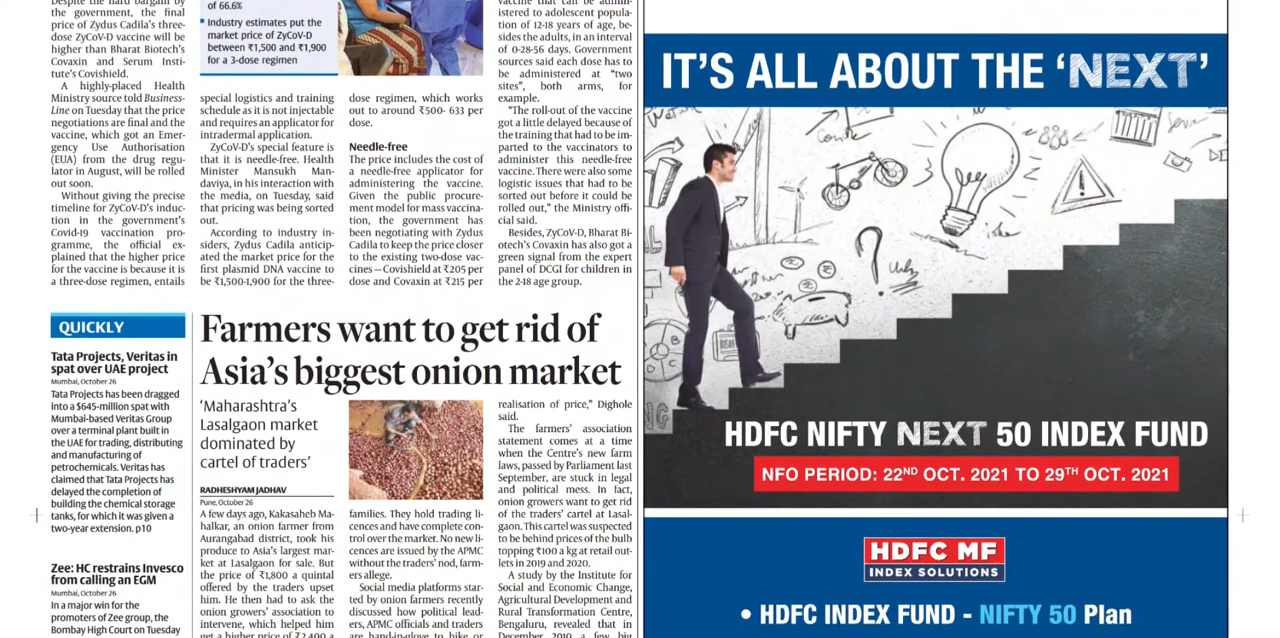 Despite the hard bargain by
the government, the final
price of Zydus Cadila's three-
dose ZyCoV-D vaccine will be
higher than Bharat Biotech's
Covaxin and Serum Insti-
tute's Covishield.
A highly-placed Health
Ministry source told Business-
Line on Tuesday that the price
negotiations are final and the
vaccine, which got an Emer-
gency Use Authorisation
(EUA) from the drug regu-
lator in August, will be rolled
out soon.
Without giving the precise
timeline for ZyCoV-D's induc-
tion in the government's
Covid-19 vaccination pro-
gramme, the official ex-
plained that the higher price
for the vaccine is because it is
a three-dose regimen, entails
of 66.6%
Industry estimates put the
market price of ZyCoV-D
between ₹1,500 and ₹1,900
for a 3-dose regimen
special logistics and training
schedule as it is not injectable
and requires an applicator for
intradermal application.
ZyCoV-D's special feature is
that it is needle-free. Health
Minister Mansukh Man-
daviya, in his interaction with
the media, on Tuesday, said
that pricing was being sorted
out.
According to industry in-
siders, Zydus Cadila anticip-
ated the market price for the
first plasmid DNA vaccine to
be ₹1,500-1,900 for the three-
dose regimen, which works
out to around ₹500- 633 per
dose.
Needle-free
The price includes the cost of
a needle-free applicator for
administering the vaccine.
Given the public procure-
ment model for mass vaccina-
tion, the government has
been negotiating with Zydus
Cadila to keep the price closer
to the existing two-dose vac-
cines — Covishield at ₹205 per
dose and Covaxin at ₹215 per
vaccine that can be admin-
istered to adolescent popula-
tion of 12-18 years of age, be-
sides the adults, in an interval
of 0-28-56 days. Government
sources said each dose has to
be administered at "two
sites", both arms, for
example.
"The roll-out of the vaccine
got a little delayed because of
the training that had to be im-
parted to the vaccinators to
administer this needle-free
vaccine. There were also some
logistic issues that had to be
sorted out before it could be
rolled out," the Ministry offi-
cial said.
Besides, ZyCoV-D, Bharat Bi-
otech's Covaxin has also got a
green signal from the expert
panel of DCGI for children in
the 2-18 age group.
QUICKLY
Tata Projects, Veritas in
spat over UAE project
Mumbai, October 26
Tata Projects has been dragged
into a $645-million spat with
Mumbai-based Veritas Group
over a terminal plant built in
the UAE for trading, distributing
and manufacturing of
petrochemicals. Veritas has
claimed that Tata Projects has
delayed the completion of
building the chemical storage
tanks, for which it was given a
two-year extension. p10
Zee: HC restrains Invesco
from calling an EGM
Mumbai, October 26
In a major win for the
promoters of Zee group, the
Bombay High Court on Tuesday
Farmers want to get rid of
Asia's biggest onion market
'Maharashtra's
Lasalgaon market
dominated by
cartel of traders'
RADHESHYAM JADHAV
Pune, October 26
A few days ago, Kakasaheb Ma-
halkar, an onion farmer from
Aurangabad district, took his
produce to Asia's largest mar-
ket at Lasalgaon for sale. But
the price of ₹1,800 a quintal
offered by the traders upset
him. He then had to ask the
onion growers' association to
intervene, which helped him
get a higher price of ₹2,400 a
families. They hold trading li-
cences and have complete con-
trol over the market. No new li-
cences are issued by the APMC
without the traders' nod, farm-
ers allege.
Social media platforms star-
ted by onion farmers recently
discussed how political lead-
ers, APMC officials and traders
are hand-in-glove to hike or
realisation of price," Dighole
said.
The farmers' association
statement comes at a time
when the Centre's new farm
laws, passed by Parliament last
September, are stuck in legal
and political mess. In fact,
onion growers want to get rid
of the traders' cartel at Lasal-
gaon. This cartel was suspected
to be behind prices of the bulb
topping ₹100 a kg at retail out-
lets in 2019 and 2020.
A study by the Institute for
Social and Economic Change,
Agricultural Development and
Rural Transformation Centre,
Bengaluru, revealed that in
December 2010, a few big
IT'S ALL ABOUT THE 'NEXT'
Why
HDFC NIFTY NEXT 50 INDEX FUND
NFO PERIOD: 22ND OCT. 2021 TO 29TH OCT. 2021
HDFC MF
INDEX SOLUTIONS
• HDFC INDEX FUND - NIFTY 50 Plan